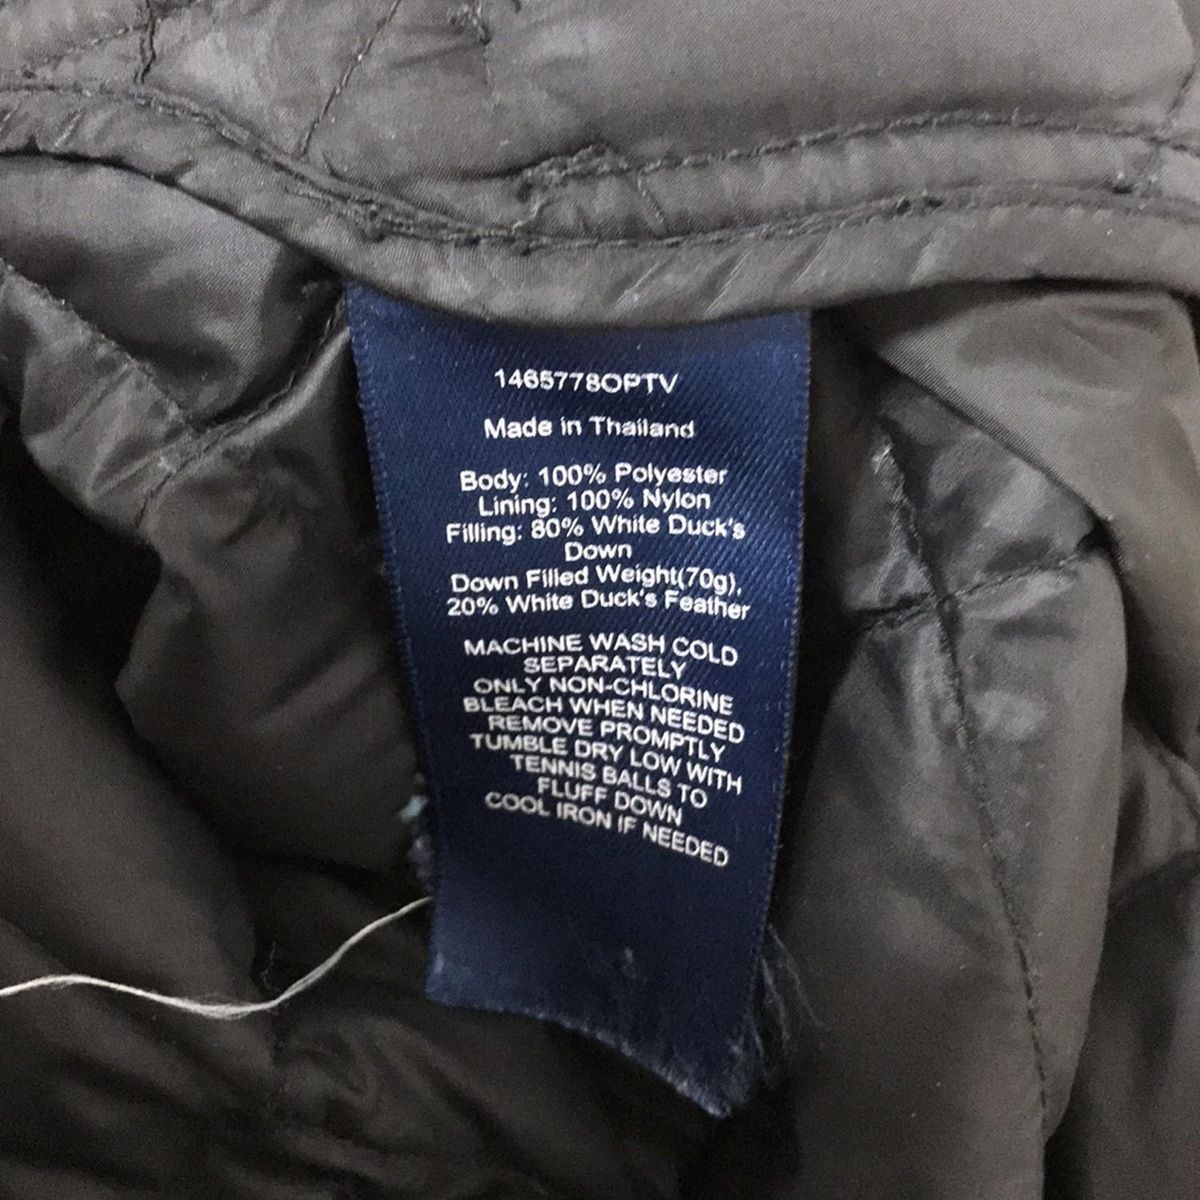 1465778OPTV
Made in Thailand
Body: 100% Polyester
Lining: 100% Nylon
Filling: 80% White Duck's
Down
Down Filled Weight(70g),
20% White Duck's Feather
MACHINE WASH COLD
SEPARATELY
ONLY NON-CHLORINE
BLEACH WHEN NEEDED
REMOVE PROMPTLY
TUMBLE DRY LOW WITH
TENNIS BALLS TO
FLUFF DOWN
COOL IRON IF NEEDED